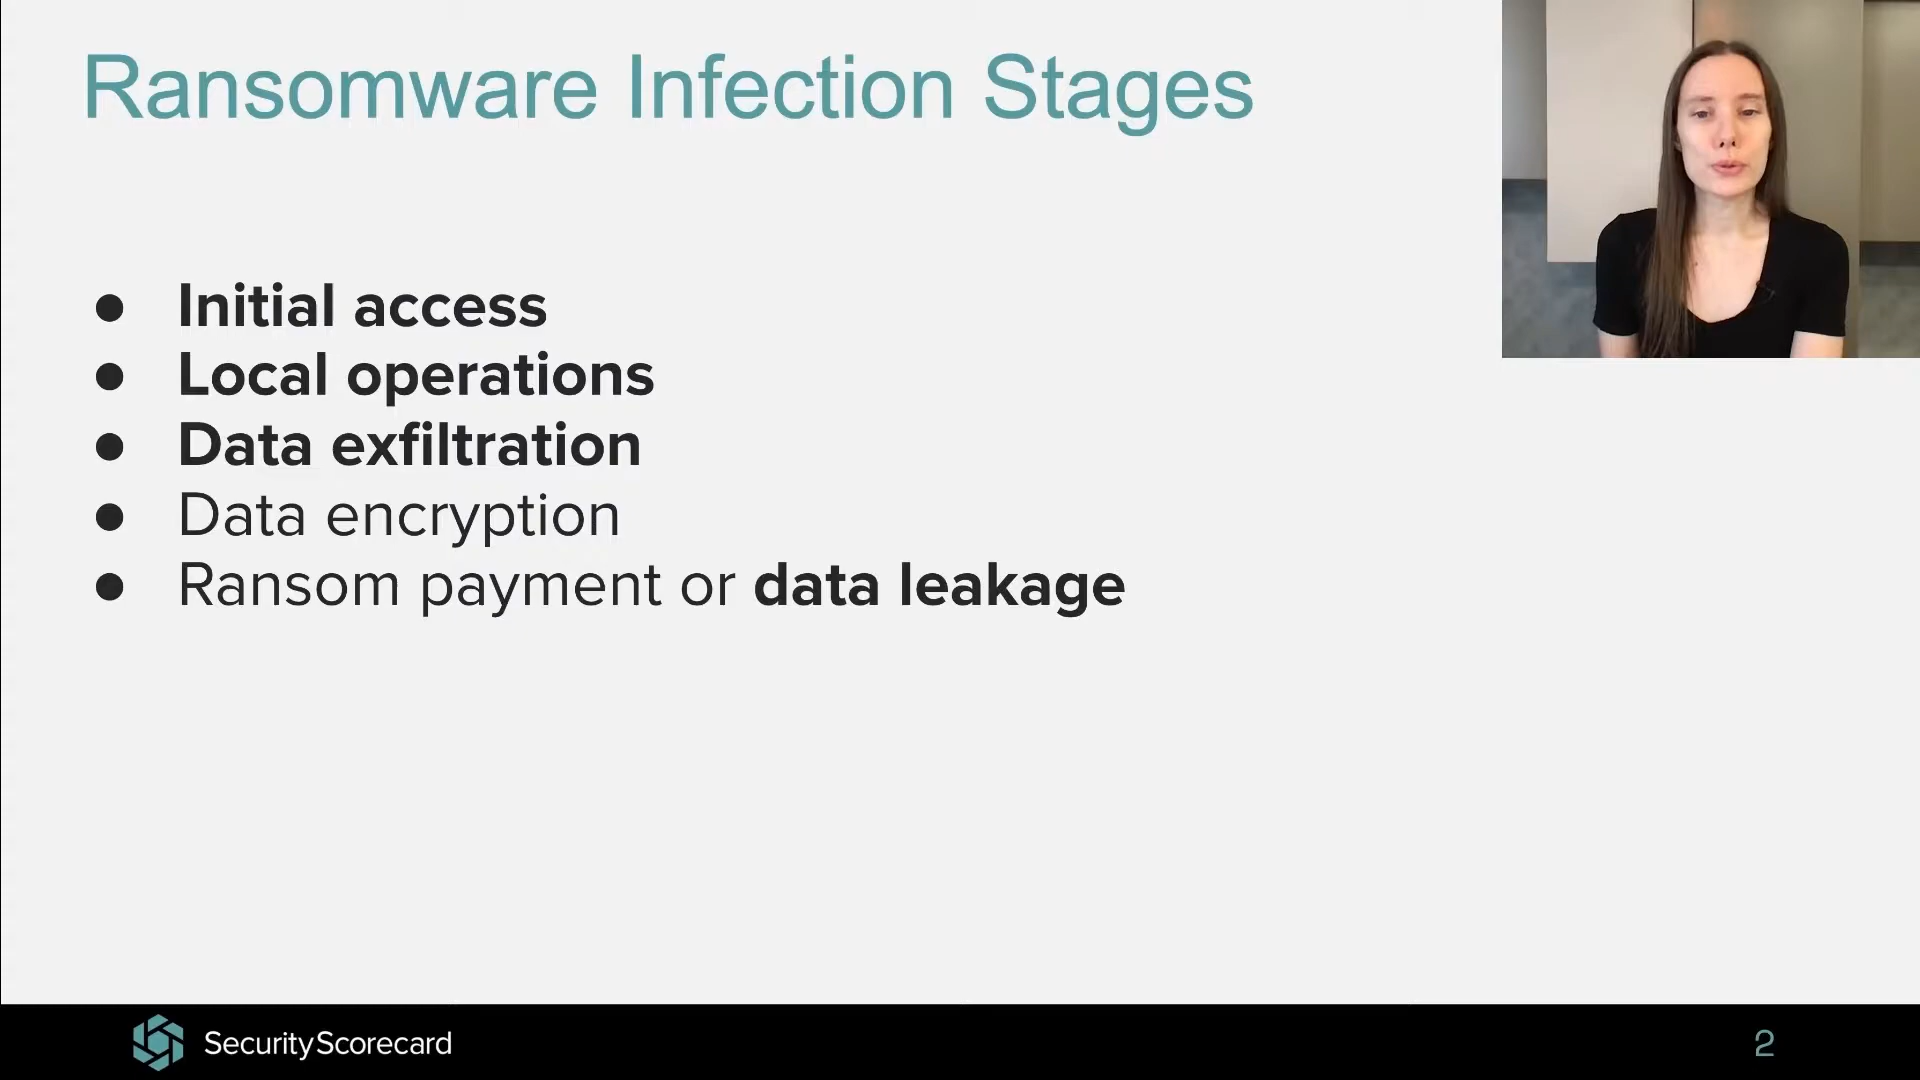 Ransomware Infection Stages
● Initial access
● Local operations
● Data exfiltration
● Data encryption
● Ransom payment or data leakage
SecurityScorecard
2